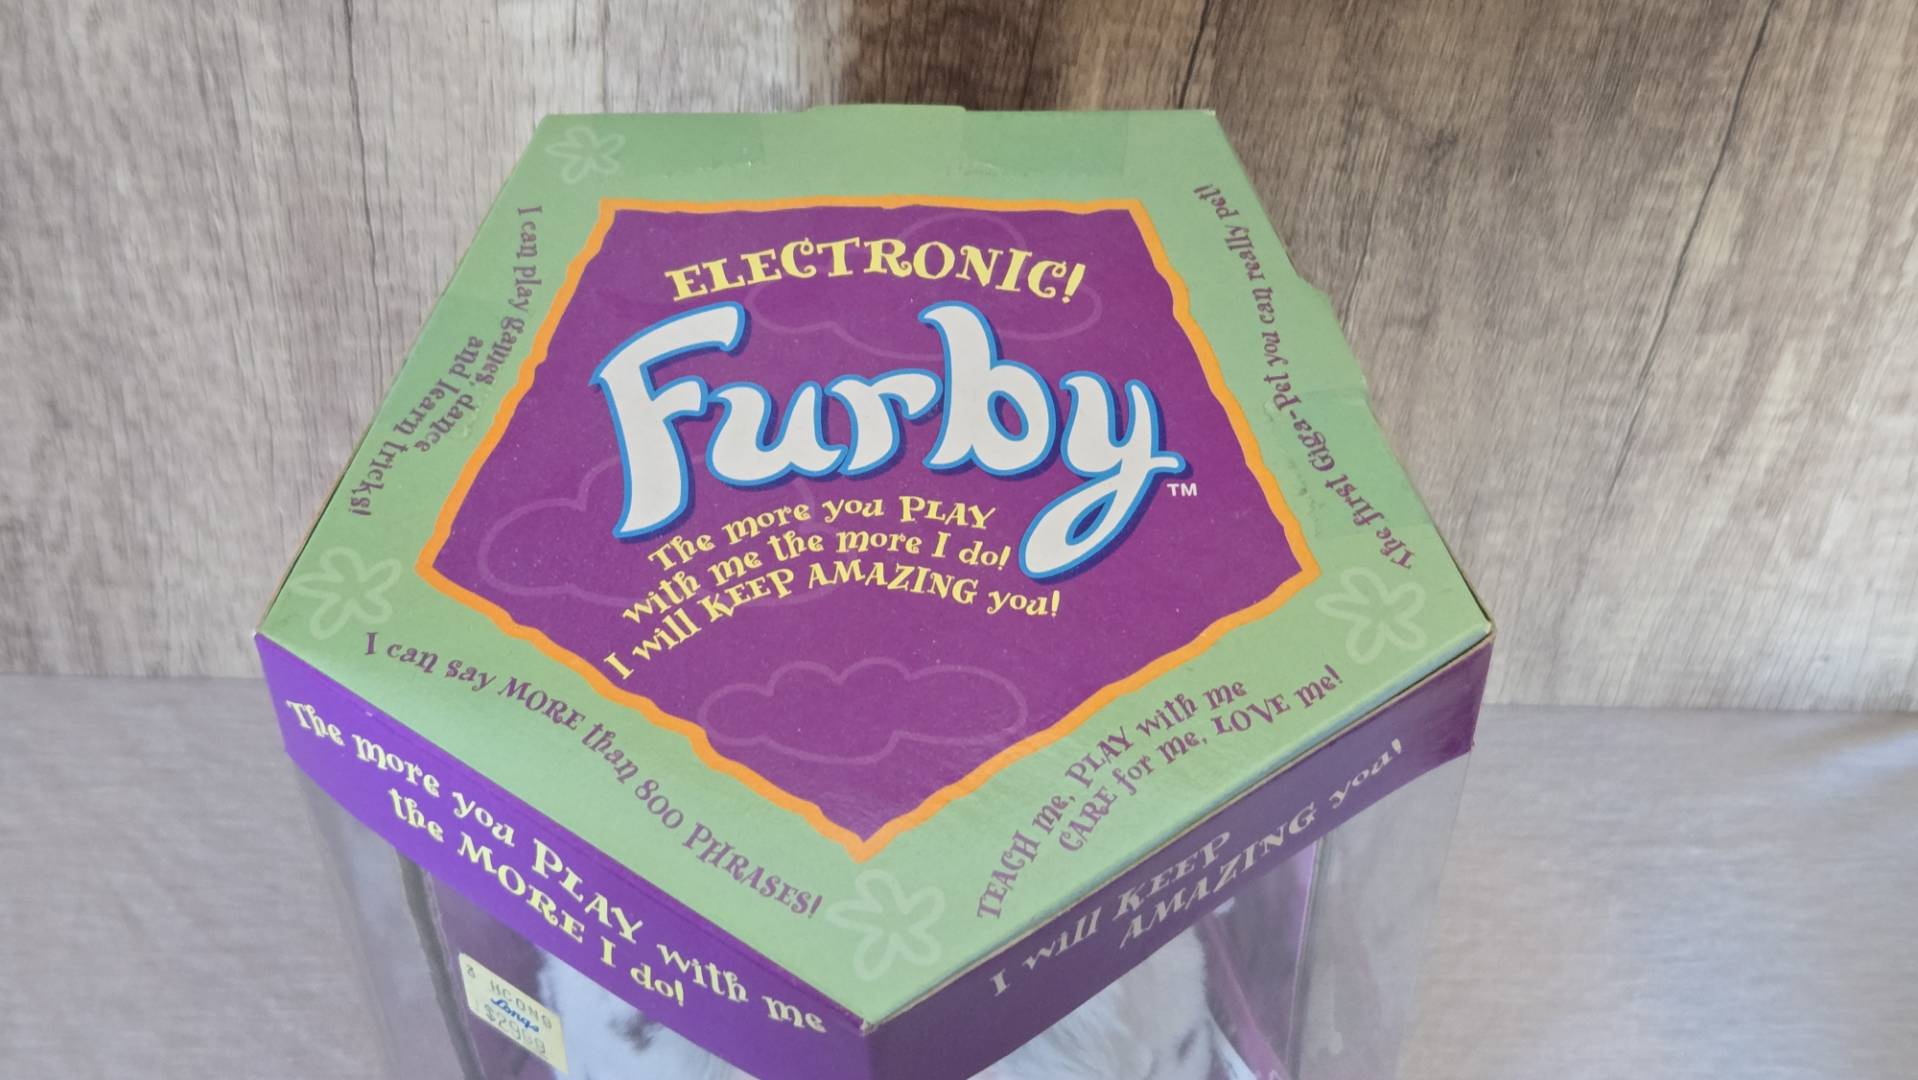 ELECTRONIC!
Furby™
The more you PLAY
with me the more I do!
I will KEEP AMAZING you!
I can play games, dance
and learn tricks!
The first Giga-Pet you can really pet!
I can say MORE than 800 PHRASES!
TEACH me, PLAY with me
CARE for me, LOVE me!
The more you PLAY with me
the MORE I do!
I will KEEP
AMAZING you!
Longs